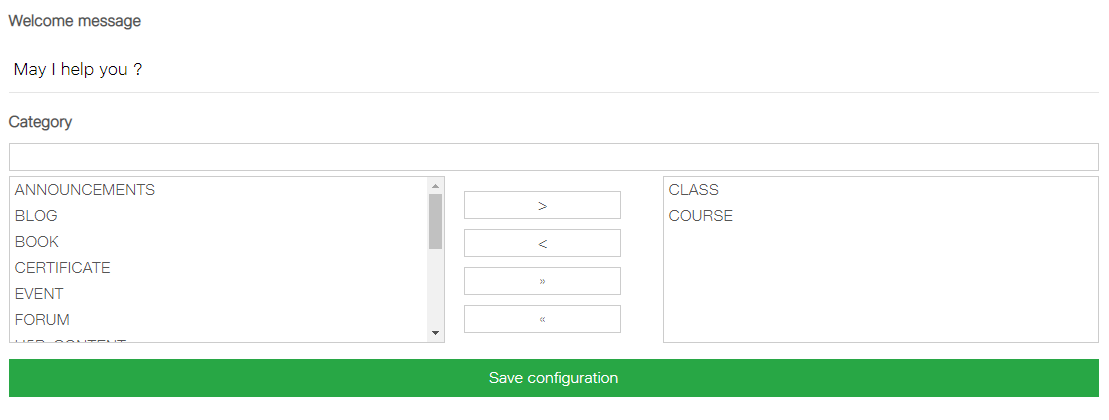 Welcome message
May I help you ?
Category
ANNOUNCEMENTS
BLOG
BOOK
CERTIFICATE
EVENT
FORUM
>
<
»
«
CLASS
COURSE
Save configuration